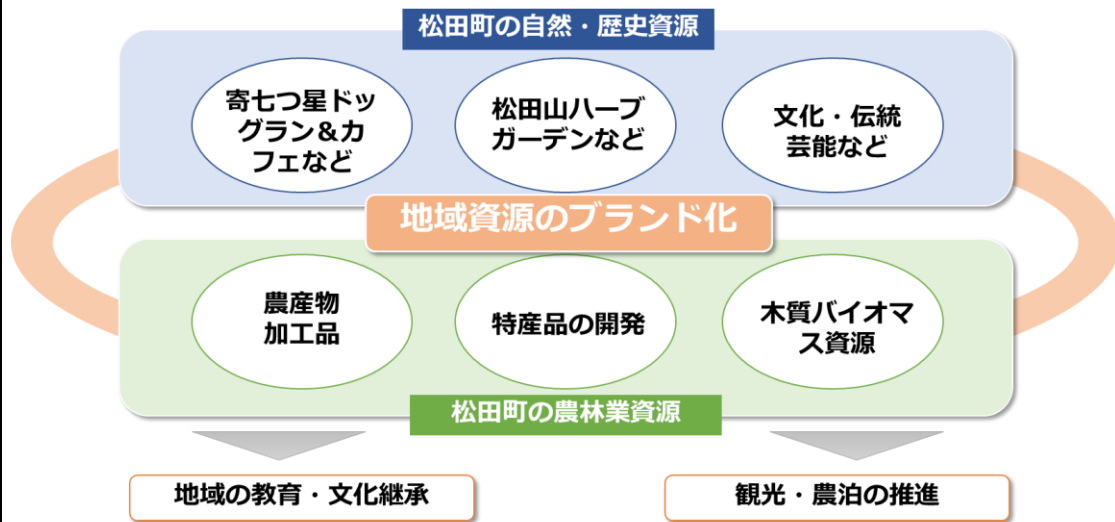 松田町の自然・歴史資源
寄七つ星ドッ
グラン＆カ
フェなど
松田山ハーブ
ガーデンなど
文化・伝統
芸能など
地域資源のブランド化
農産物
加工品
特産品の開発
木質バイオマ
ス資源
松田町の農林業資源
地域の教育・文化継承
観光・農泊の推進